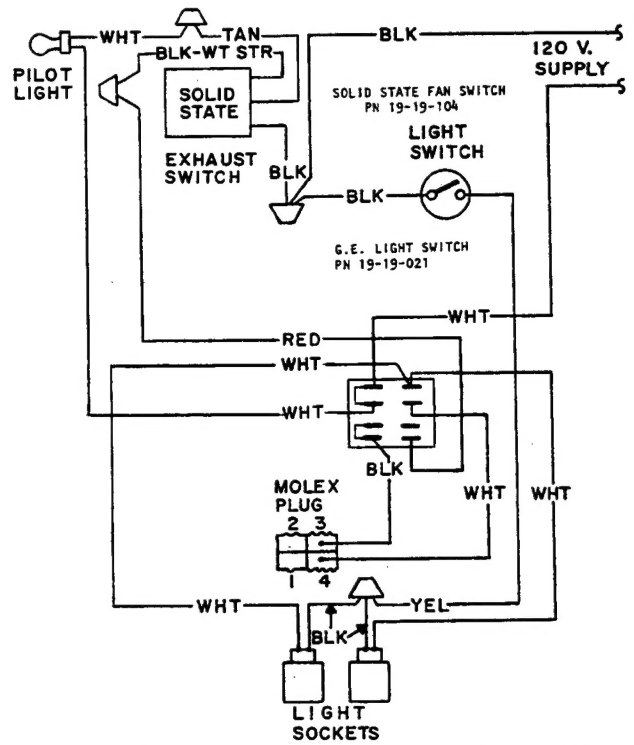 WHT
TAN
BLK
BLK-WT STR
120 V.
SUPPLY
PILOT
LIGHT
SOLID
STATE
SOLID STATE FAN SWITCH
PN 19-19-104
LIGHT
SWITCH
EXHAUST
SWITCH
BLK
BLK
G.E. LIGHT SWITCH
PN 19-19-021
WHT
RED
WHT
WHT
BLK
MOLEX
PLUG
WHT
WHT
2 3
1 4
WHT
YEL
BLK
LIGHT
SOCKETS